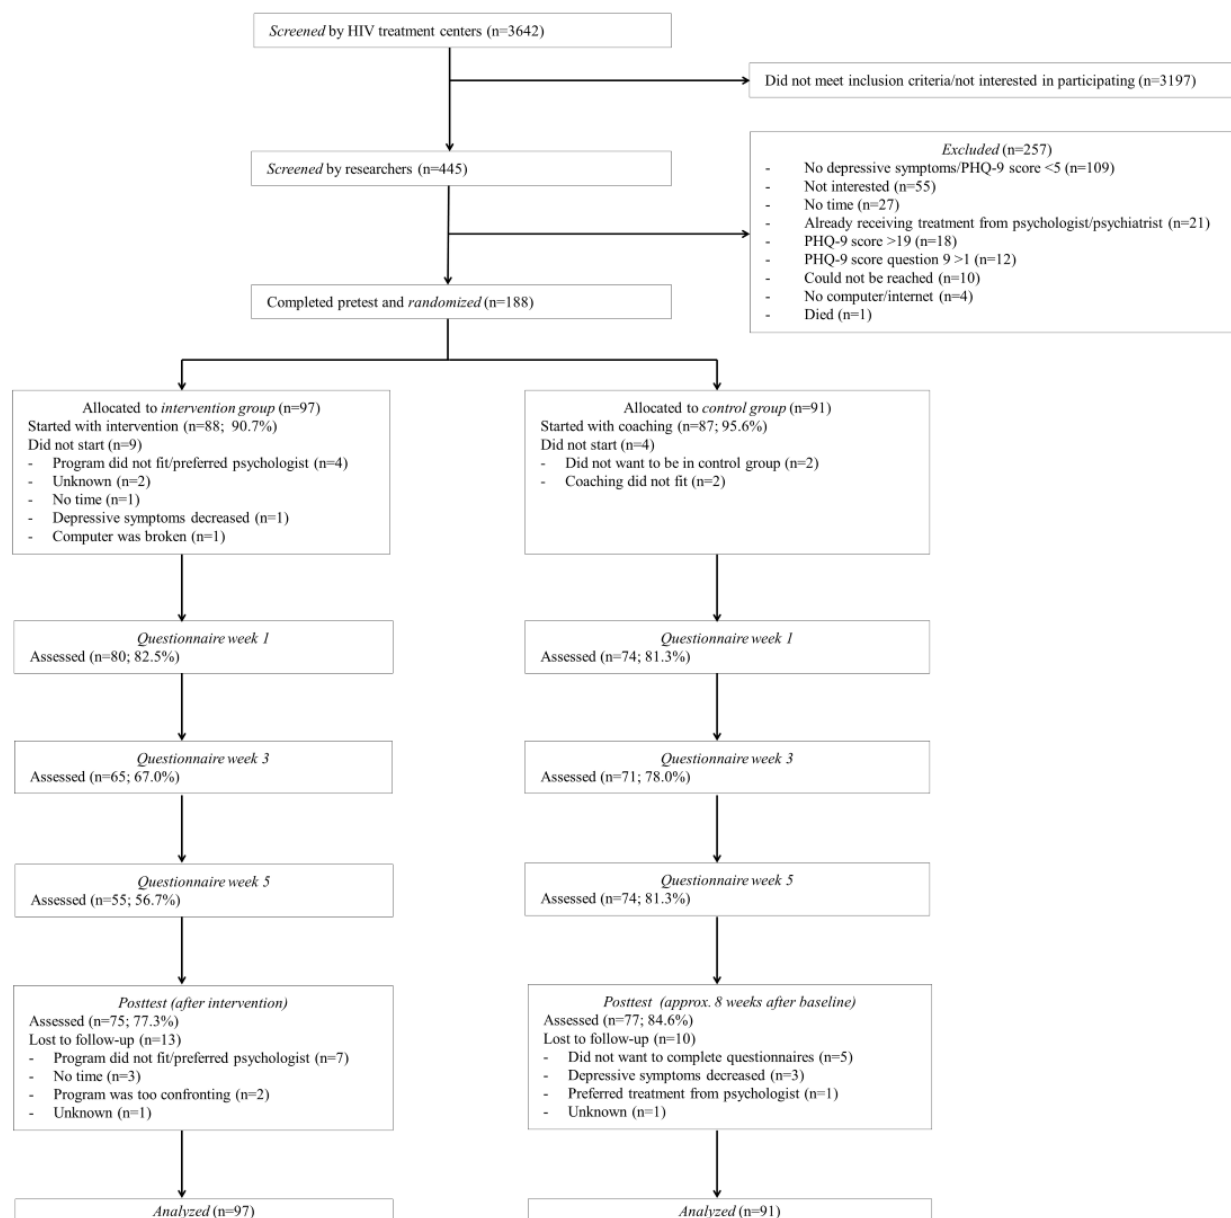 Screened by HIV treatment centers (n=3642)
Did not meet inclusion criteria/not interested in participating (n=3197)
Screened by researchers (n=445)
Excluded (n=257)
- No depressive symptoms/PHQ-9 score <5 (n=109)
- Not interested (n=55)
- No time (n=27)
- Already receiving treatment from psychologist/psychiatrist (n=21)
- PHQ-9 score >19 (n=18)
- PHQ-9 score question 9 >1 (n=12)
- Could not be reached (n=10)
- No computer/internet (n=4)
- Died (n=1)
Completed pretest and randomized (n=188)
Allocated to intervention group (n=97)
Started with intervention (n=88; 90.7%)
Did not start (n=9)
- Program did not fit/preferred psychologist (n=4)
- Unknown (n=2)
- No time (n=1)
- Depressive symptoms decreased (n=1)
- Computer was broken (n=1)
Allocated to control group (n=91)
Started with coaching (n=87; 95.6%)
Did not start (n=4)
- Did not want to be in control group (n=2)
- Coaching did not fit (n=2)
Questionnaire week 1
Assessed (n=80; 82.5%)
Questionnaire week 1
Assessed (n=74; 81.3%)
Questionnaire week 3
Assessed (n=65; 67.0%)
Questionnaire week 3
Assessed (n=71; 78.0%)
Questionnaire week 5
Assessed (n=55; 56.7%)
Questionnaire week 5
Assessed (n=74; 81.3%)
Posttest (after intervention)
Assessed (n=75; 77.3%)
Lost to follow-up (n=13)
- Program did not fit/preferred psychologist (n=7)
- No time (n=3)
- Program was too confronting (n=2)
- Unknown (n=1)
Posttest (approx. 8 weeks after baseline)
Assessed (n=77; 84.6%)
Lost to follow-up (n=10)
- Did not want to complete questionnaires (n=5)
- Depressive symptoms decreased (n=3)
- Preferred treatment from psychologist (n=1)
- Unknown (n=1)
Analyzed (n=97)
Analyzed (n=91)